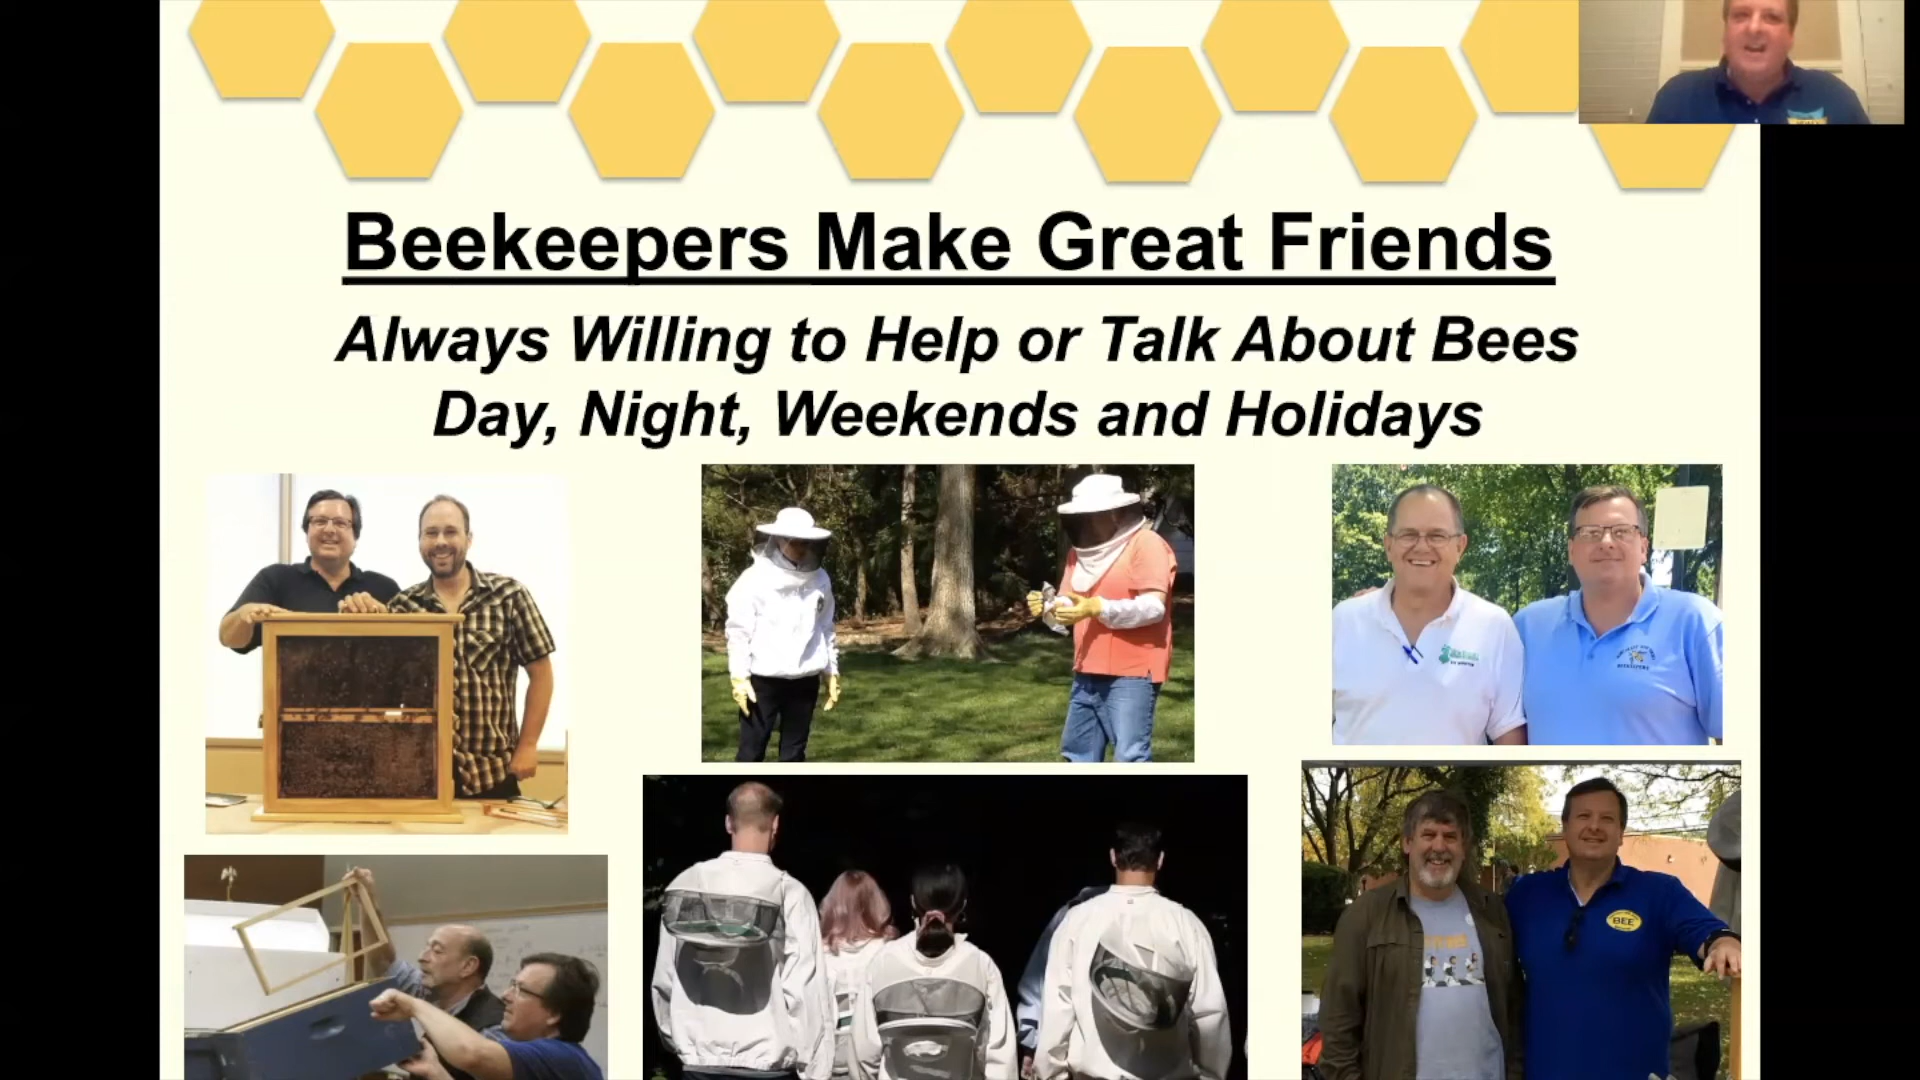 Beekeepers Make Great Friends
Always Willing to Help or Talk About Bees
Day, Night, Weekends and Holidays
BEE